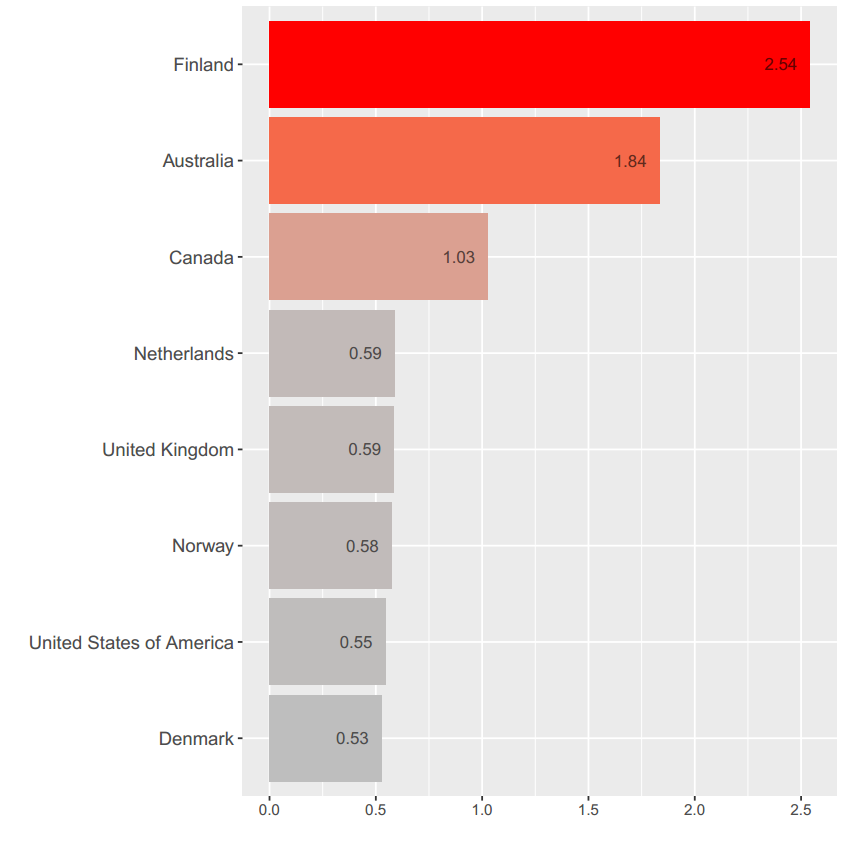 Finland 2.54
Australia 1.84
Canada 1.03
Netherlands 0.59
United Kingdom 0.59
Norway 0.58
United States of America 0.55
Denmark 0.53
0.0 0.5 1.0 1.5 2.0 2.5